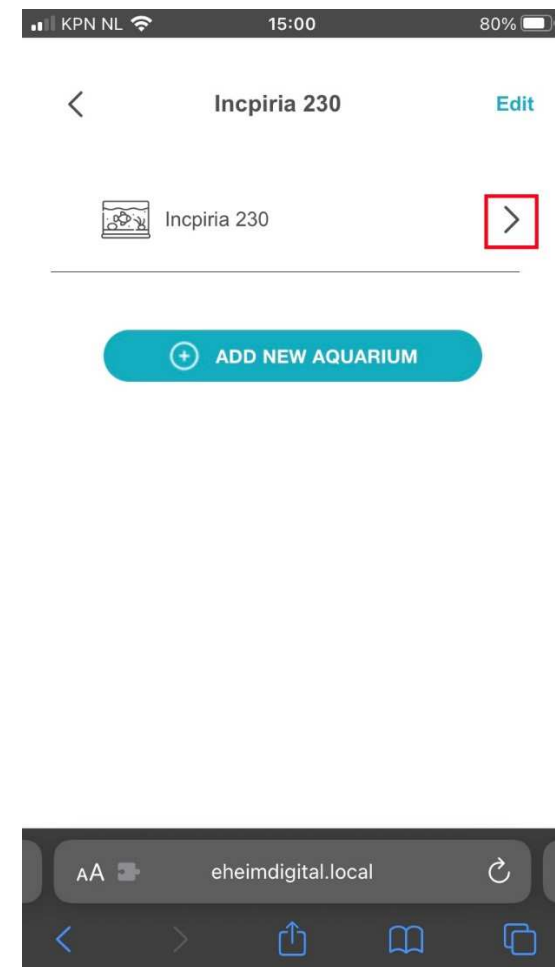 KPN NL 15:00 80%
Incpiria 230 Edit
Incpiria 230
ADD NEW AQUARIUM
AA eheimdigital.local